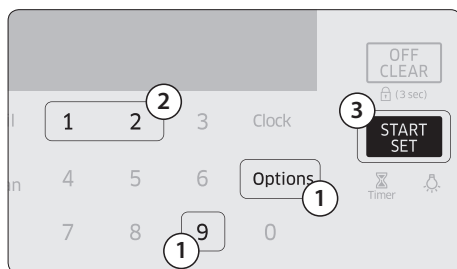 OFF
CLEAR
(3 sec)
2
3
1 2 3 Clock
START
SET
4 5 6 Options
1
Timer
7 8 9 0
1